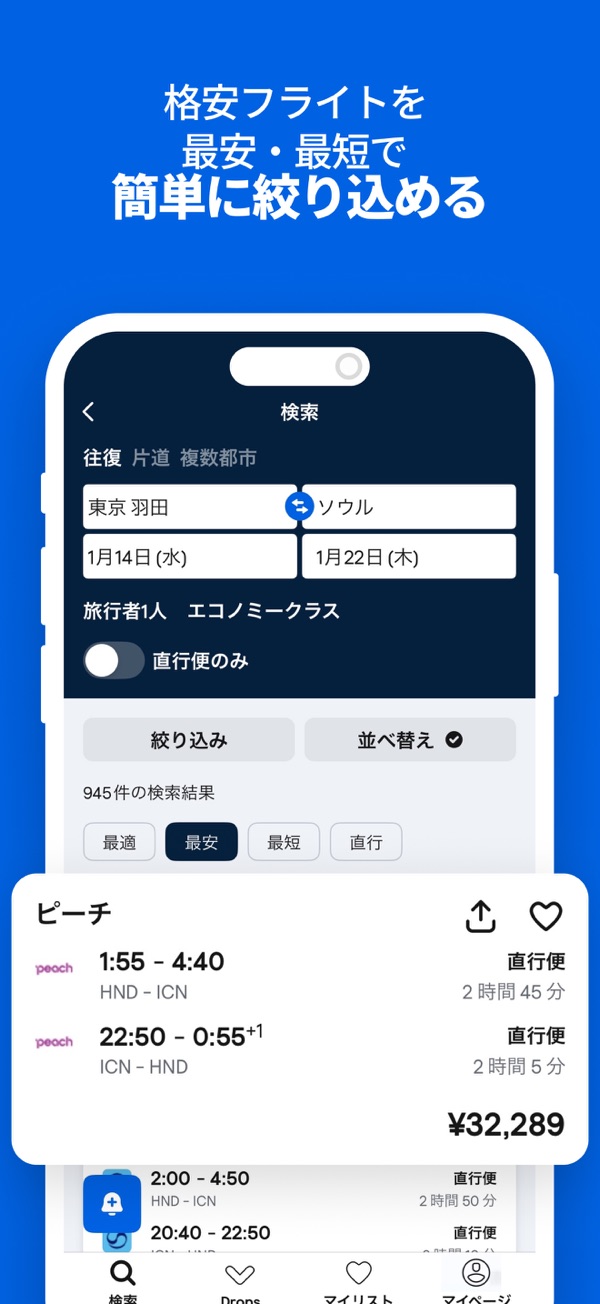 格安フライトを
最安・最短で
簡単に絞り込める
検索
往復 片道 複数都市
東京 羽田 ソウル
1月14日 (水) 1月22日 (木)
旅行者1人 エコノミークラス
直行便のみ
絞り込み 並べ替え
945件の検索結果
最適 最安 最短 直行
ピーチ
peach 1:55 – 4:40 直行便
HND – ICN 2 時間 45 分
peach 22:50 – 0:55+1 直行便
ICN – HND 2 時間 5 分
¥32,289
2:00 – 4:50 直行便
HND – ICN 2 時間 50 分
20:40 – 22:50 直行便
検索 Drops マイリスト マイページ